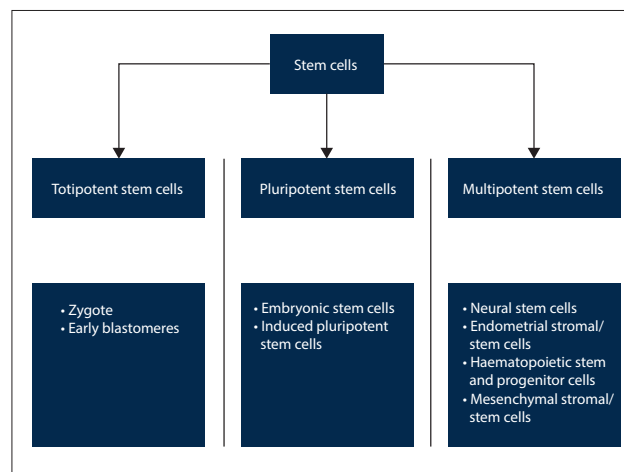 Stem cells
Totipotent stem cells
Pluripotent stem cells
Multipotent stem cells
• Zygote
• Early blastomeres
• Embryonic stem cells
• Induced pluripotent
stem cells
• Neural stem cells
• Endometrial stromal/
stem cells
• Haematopoietic stem
and progenitor cells
• Mesenchymal stromal/
stem cells